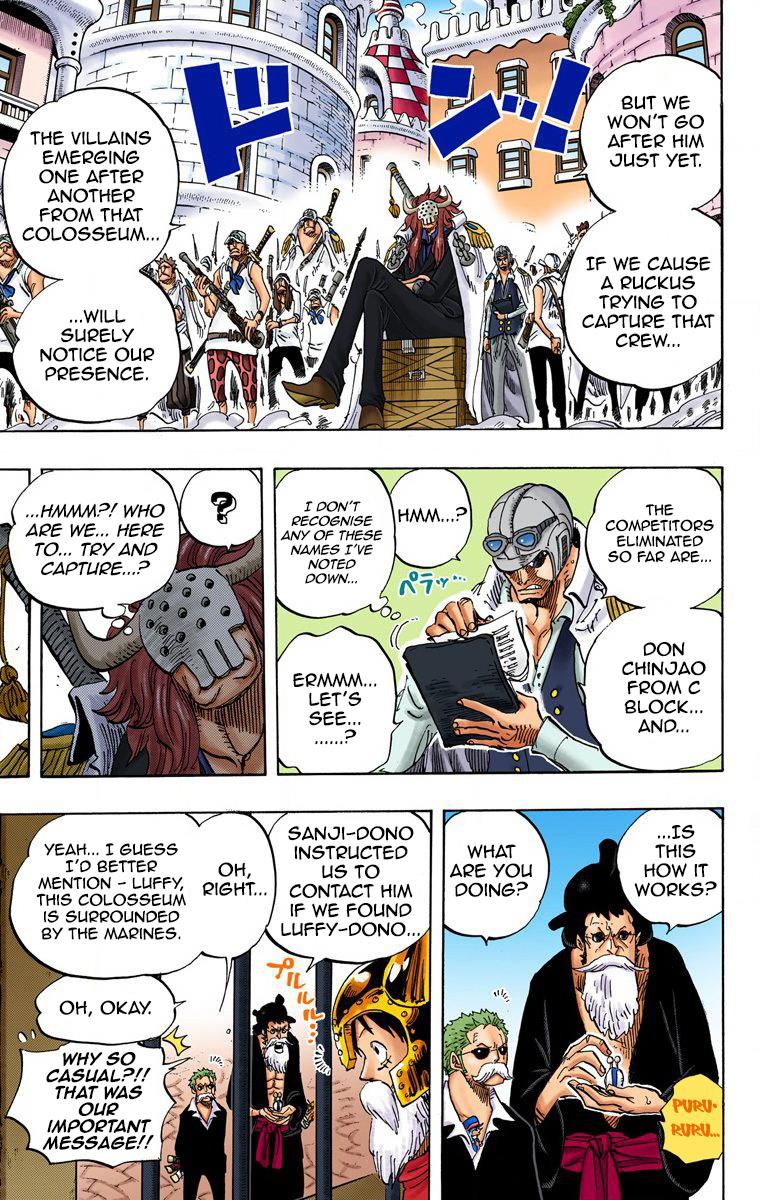 BUT WE
WON'T GO
AFTER HIM
JUST YET.
IF WE CAUSE
A RUCKUS
TRYING TO
CAPTURE THAT
CREW...
ドンッ!
THE VILLAINS
EMERGING
ONE AFTER
ANOTHER
FROM THAT
COLOSSEUM...
...WILL
SURELY
NOTICE OUR
PRESENCE.
THE
COMPETITORS
ELIMINATED
SO FAR ARE...
DON
CHINJAO
FROM C
BLOCK...
AND...
HMM...?
ペラッ...
I DON'T
RECOGNISE
ANY OF THESE
NAMES I'VE
NOTED
DOWN...
ERMMM...
LET'S
SEE...
......?
?
...HMMM?! WHO
ARE WE... HERE
TO... TRY AND
CAPTURE...?
...IS
THIS
HOW IT
WORKS?
WHAT
ARE YOU
DOING?
PURU-
RURU...
SANJI-DONO
INSTRUCTED
US TO
CONTACT HIM
IF WE FOUND
LUFFY-DONO...
プルルル...
OH,
RIGHT...
YEAH... I GUESS
I'D BETTER
MENTION - LUFFY,
THIS COLOSSEUM
IS SURROUNDED
BY THE MARINES.
OH, OKAY.
WHY SO
CASUAL?!!
THAT WAS
OUR
IMPORTANT
MESSAGE!!